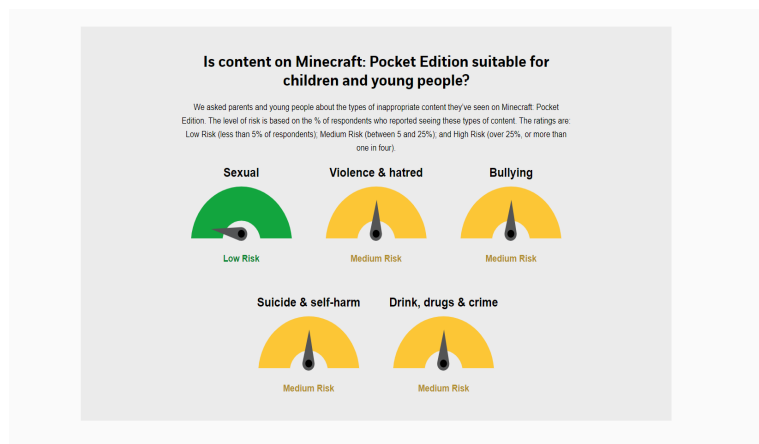 Is content on Minecraft: Pocket Edition suitable for
children and young people?
We asked parents and young people about the types of inappropriate content they've seen on Minecraft: Pocket
Edition. The level of risk is based on the % of respondents who reported seeing these types of content. The ratings are:
Low Risk (less than 5% of respondents); Medium Risk (between 5 and 25%); and High Risk (over 25%, or more than
one in four).
Sexual
Violence & hatred
Bullying
Low Risk
Medium Risk
Medium Risk
Suicide & self-harm
Drink, drugs & crime
Medium Risk
Medium Risk